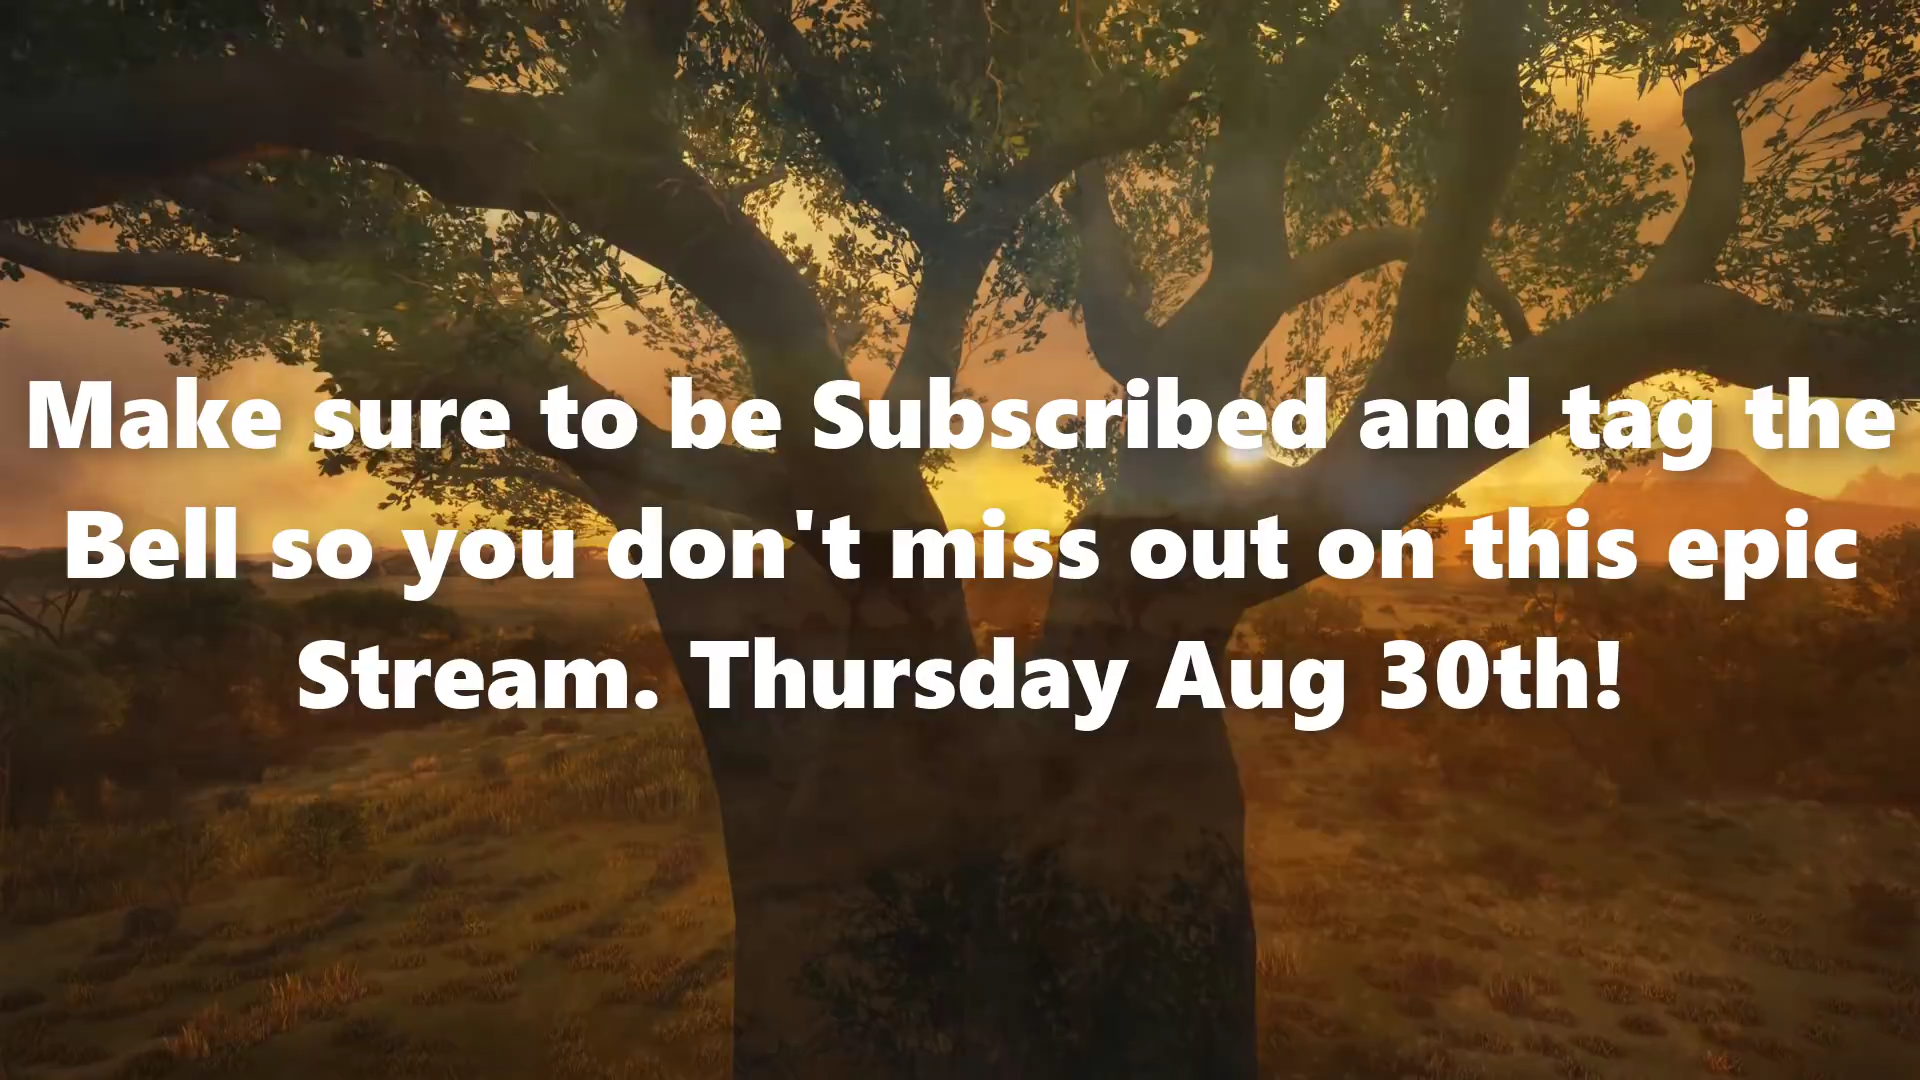 Make sure to be Subscribed and tag the
Bell so you don't miss out on this epic
Stream. Thursday Aug 30th!